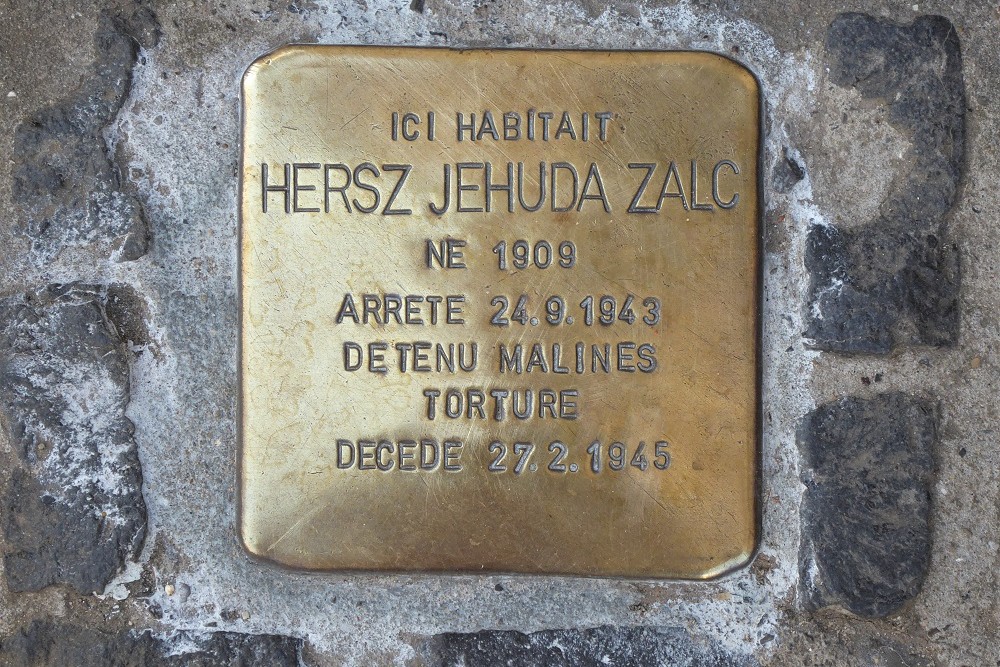 ICI HABITAIT
HERSZ JEHUDA ZALC
NE 1909
ARRETE 24.9.1943
DETENU MALINES
TORTURE
DECEDE 27.2.1945